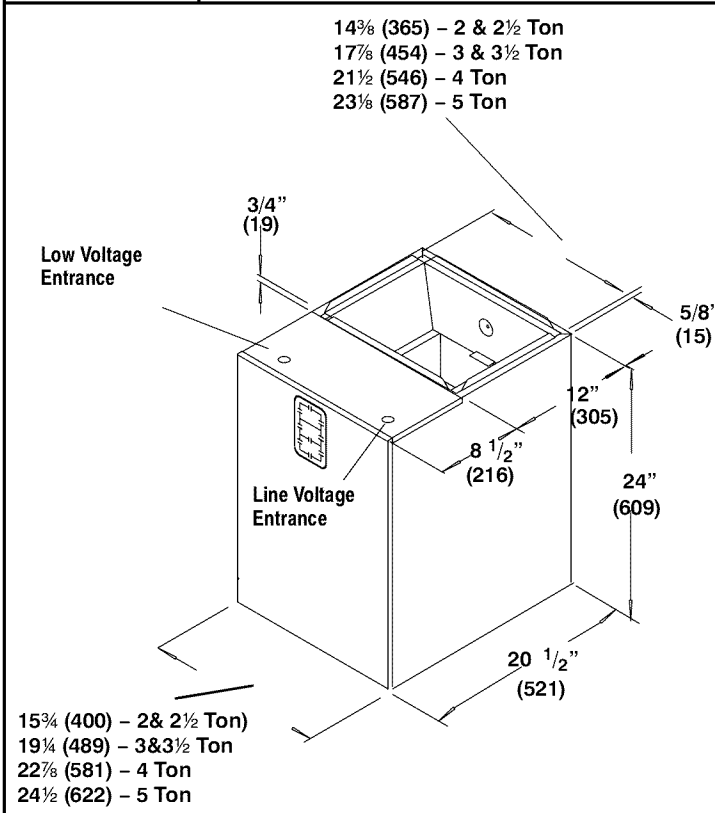 14⅜ (365) – 2 & 2½ Ton
17⅞ (454) – 3 & 3½ Ton
21½ (546) – 4 Ton
23⅛ (587) – 5 Ton
3/4”
(19)
Low Voltage
Entrance
5/8”
(15)
12”
(305)
8 1/2”
(216)
24”
(609)
Line Voltage
Entrance
20 1/2”
(521)
15¾ (400) – 2& 2½ Ton)
19¼ (489) – 3&3½ Ton
22⅞ (581) – 4 Ton
24½ (622) – 5 Ton